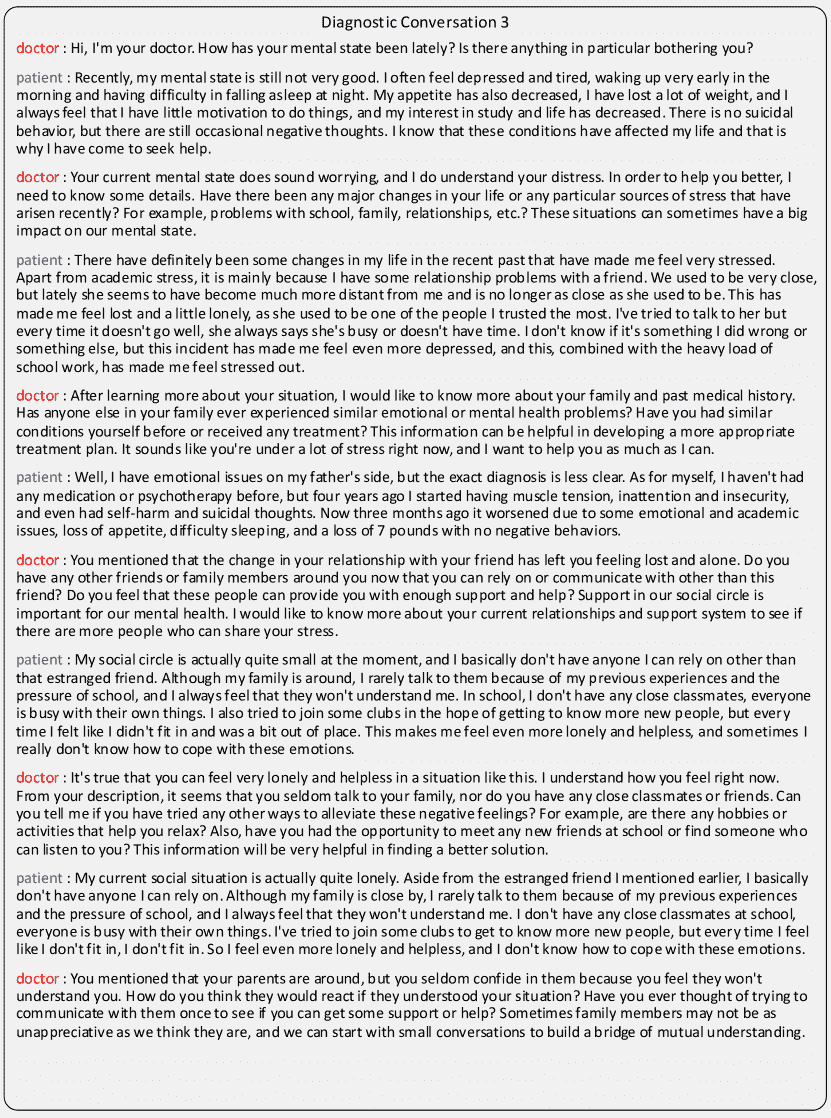 Diagnostic Conversation 3
doctor : Hi, I'm your doctor. How has your mental state been lately? Is there anything in particular bothering you?
patient : Recently, my mental state is still not very good. I often feel depressed and tired, waking up very early in the
morning and having difficulty in falling asleep at night. My appetite has also decreased, I have lost a lot of weight, and I
always feel that I have little motivation to do things, and my interest in study and life has decreased. There is no suicidal
behavior, but there are still occasional negative thoughts. I know that these conditions have affected my life and that is
why I have come to seek help.
doctor : Your current mental state does sound worrying, and I do understand your distress. In order to help you better, I
need to know some details. Have there been any major changes in your life or any particular sources of stress that have
arisen recently? For example, problems with school, family, relationships, etc.? These situations can sometimes have a big
impact on our mental state.
patient : There have definitely been some changes in my life in the recent past that have made me feel very stressed.
Apart from academic stress, it is mainly because I have some relationship problems with a friend. We used to be very close,
but lately she seems to have become much more distant from me and is no longer as close as she used to be. This has
made me feel lost and a little lonely, as she used to be one of the people I trusted the most. I've tried to talk to her but
every time it doesn't go well, she always says she's busy or doesn't have time. I don't know if it's something I did wrong or
something else, but this incident has made me feel even more depressed, and this, combined with the heavy load of
school work, has made me feel stressed out.
doctor : After learning more about your situation, I would like to know more about your family and past medical history.
Has anyone else in your family ever experienced similar emotional or mental health problems? Have you had similar
conditions yourself before or received any treatment? This information can be helpful in developing a more appropriate
treatment plan. It sounds like you're under a lot of stress right now, and I want to help you as much as I can.
patient : Well, I have emotional issues on my father's side, but the exact diagnosis is less clear. As for myself, I haven't had
any medication or psychotherapy before, but four years ago I started having muscle tension, inattention and insecurity,
and even had self-harm and suicidal thoughts. Now three months ago it worsened due to some emotional and academic
issues, loss of appetite, difficulty sleeping, and a loss of 7 pounds with no negative behaviors.
doctor : You mentioned that the change in your relationship with your friend has left you feeling lost and alone. Do you
have any other friends or family members around you now that you can rely on or communicate with other than this
friend? Do you feel that these people can provide you with enough support and help? Support in our social circle is
important for our mental health. I would like to know more about your current relationships and support system to see if
there are more people who can share your stress.
patient : My social circle is actually quite small at the moment, and I basically don't have anyone I can rely on other than
that estranged friend. Although my family is around, I rarely talk to them because of my previous experiences and the
pressure of school, and I always feel that they won't understand me. In school, I don't have any close classmates, everyone
is busy with their own things. I also tried to join some clubs in the hope of getting to know more new people, but every
time I felt like I didn't fit in and was a bit out of place. This makes me feel even more lonely and helpless, and sometimes I
really don't know how to cope with these emotions.
doctor : It's true that you can feel very lonely and helpless in a situation like this. I understand how you feel right now.
From your description, it seems that you seldom talk to your family, nor do you have any close classmates or friends. Can
you tell me if you have tried any other ways to alleviate these negative feelings? For example, are there any hobbies or
activities that help you relax? Also, have you had the opportunity to meet any new friends at school or find someone who
can listen to you? This information will be very helpful in finding a better solution.
patient : My current social situation is actually quite lonely. Aside from the estranged friend I mentioned earlier, I basically
don't have anyone I can rely on. Although my family is close by, I rarely talk to them because of my previous experiences
and the pressure of school, and I always feel that they won't understand me. I don't have any close classmates at school,
everyone is busy with their own things. I've tried to join some clubs to get to know more new people, but every time I feel
like I don't fit in, I don't fit in. So I feel even more lonely and helpless, and I don't know how to cope with these emotions.
doctor : You mentioned that your parents are around, but you seldom confide in them because you feel they won't
understand you. How do you think they would react if they understood your situation? Have you ever thought of trying to
communicate with them once to see if you can get some support or help? Sometimes family members may not be as
unappreciative as we think they are, and we can start with small conversations to build a bridge of mutual understanding.